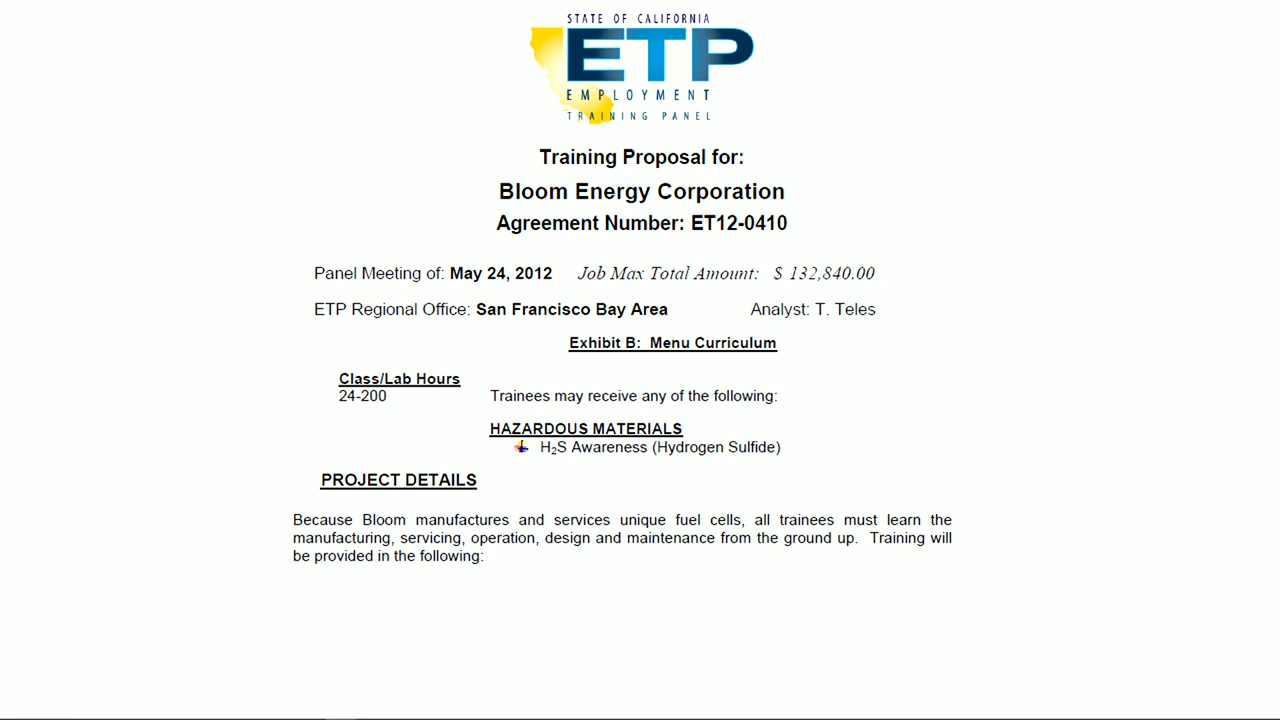 STATE OF CALIFORNIA
ETP
EMPLOYMENT
TRAINING PANEL
Training Proposal for:
Bloom Energy Corporation
Agreement Number: ET12-0410
Panel Meeting of: May 24, 2012 Job Max Total Amount: $ 132,840.00
ETP Regional Office: San Francisco Bay Area Analyst: T. Teles
Exhibit B: Menu Curriculum
Class/Lab Hours
24-200 Trainees may receive any of the following:
HAZARDOUS MATERIALS
H₂S Awareness (Hydrogen Sulfide)
PROJECT DETAILS
Because Bloom manufactures and services unique fuel cells, all trainees must learn the
manufacturing, servicing, operation, design and maintenance from the ground up. Training will
be provided in the following: